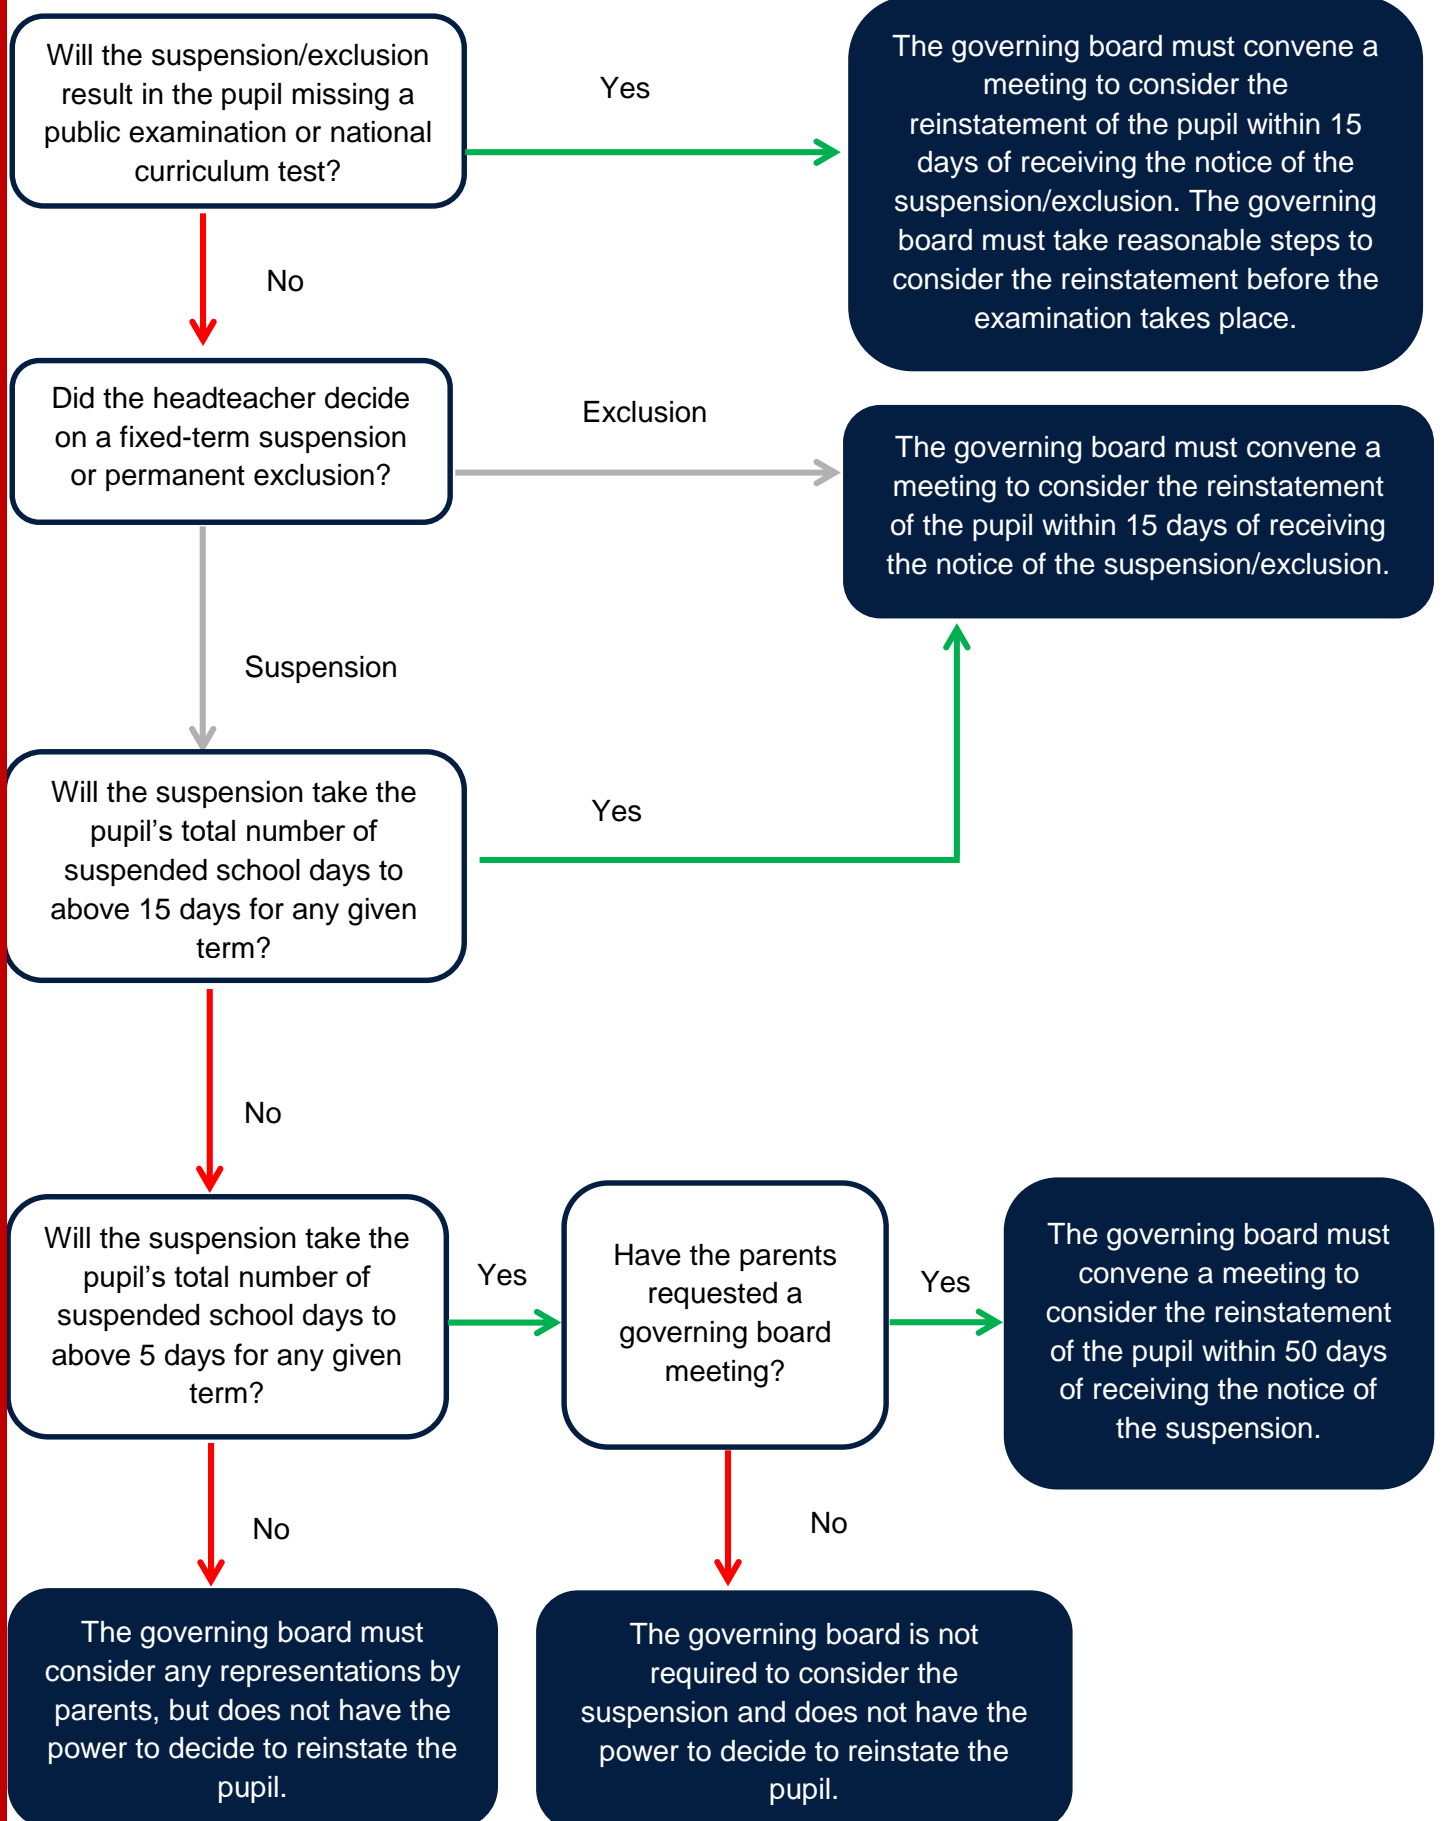 Will the suspension/exclusion
result in the pupil missing a
public examination or national
curriculum test?
Yes
The governing board must convene a
meeting to consider the
reinstatement of the pupil within 15
days of receiving the notice of the
suspension/exclusion. The governing
board must take reasonable steps to
consider the reinstatement before the
examination takes place.
No
Did the headteacher decide
on a fixed-term suspension
or permanent exclusion?
Exclusion
The governing board must convene a
meeting to consider the reinstatement
of the pupil within 15 days of receiving
the notice of the suspension/exclusion.
Suspension
Will the suspension take the
pupil’s total number of
suspended school days to
above 15 days for any given
term?
Yes
No
Will the suspension take the
pupil’s total number of
suspended school days to
above 5 days for any given
term?
Yes
Have the parents
requested a
governing board
meeting?
Yes
The governing board must
convene a meeting to
consider the reinstatement
of the pupil within 50 days
of receiving the notice of
the suspension.
No
No
The governing board must
consider any representations by
parents, but does not have the
power to decide to reinstate the
pupil.
The governing board is not
required to consider the
suspension and does not have the
power to decide to reinstate the
pupil.